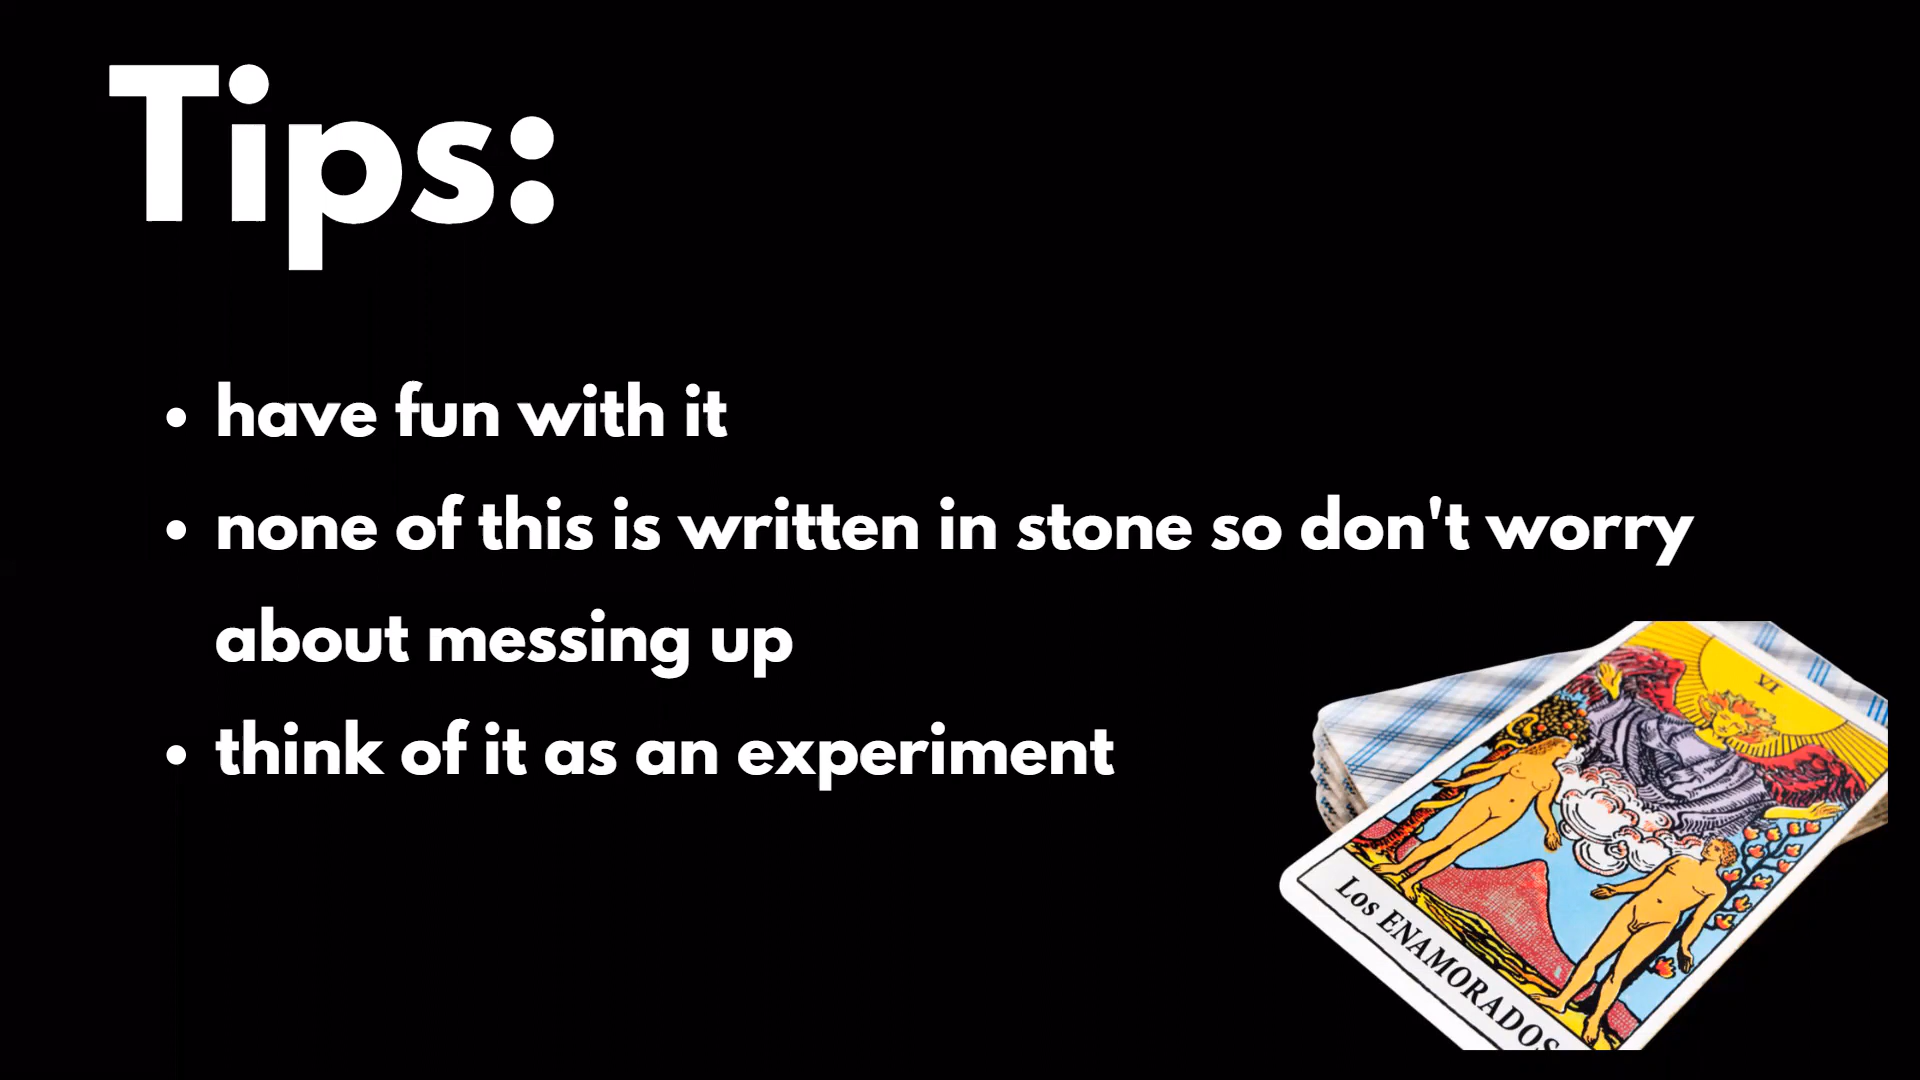 Tips:
• have fun with it
• none of this is written in stone so don't worry
about messing up
• think of it as an experiment
VI
Los ENAMORADOS